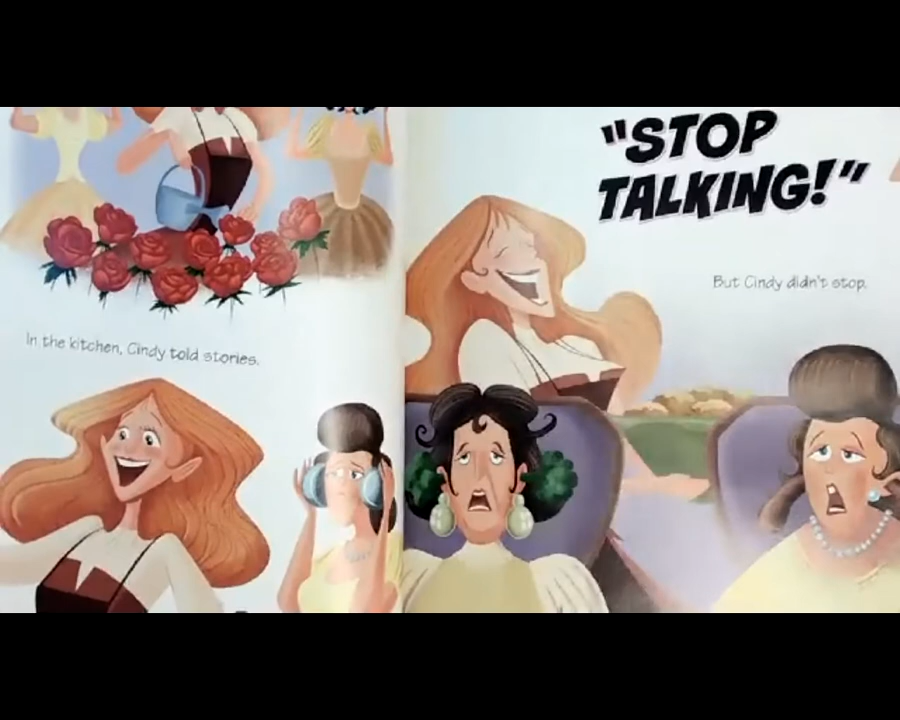 In the kitchen, Cindy told stories.
"STOP
TALKING!"
But Cindy didn't stop.